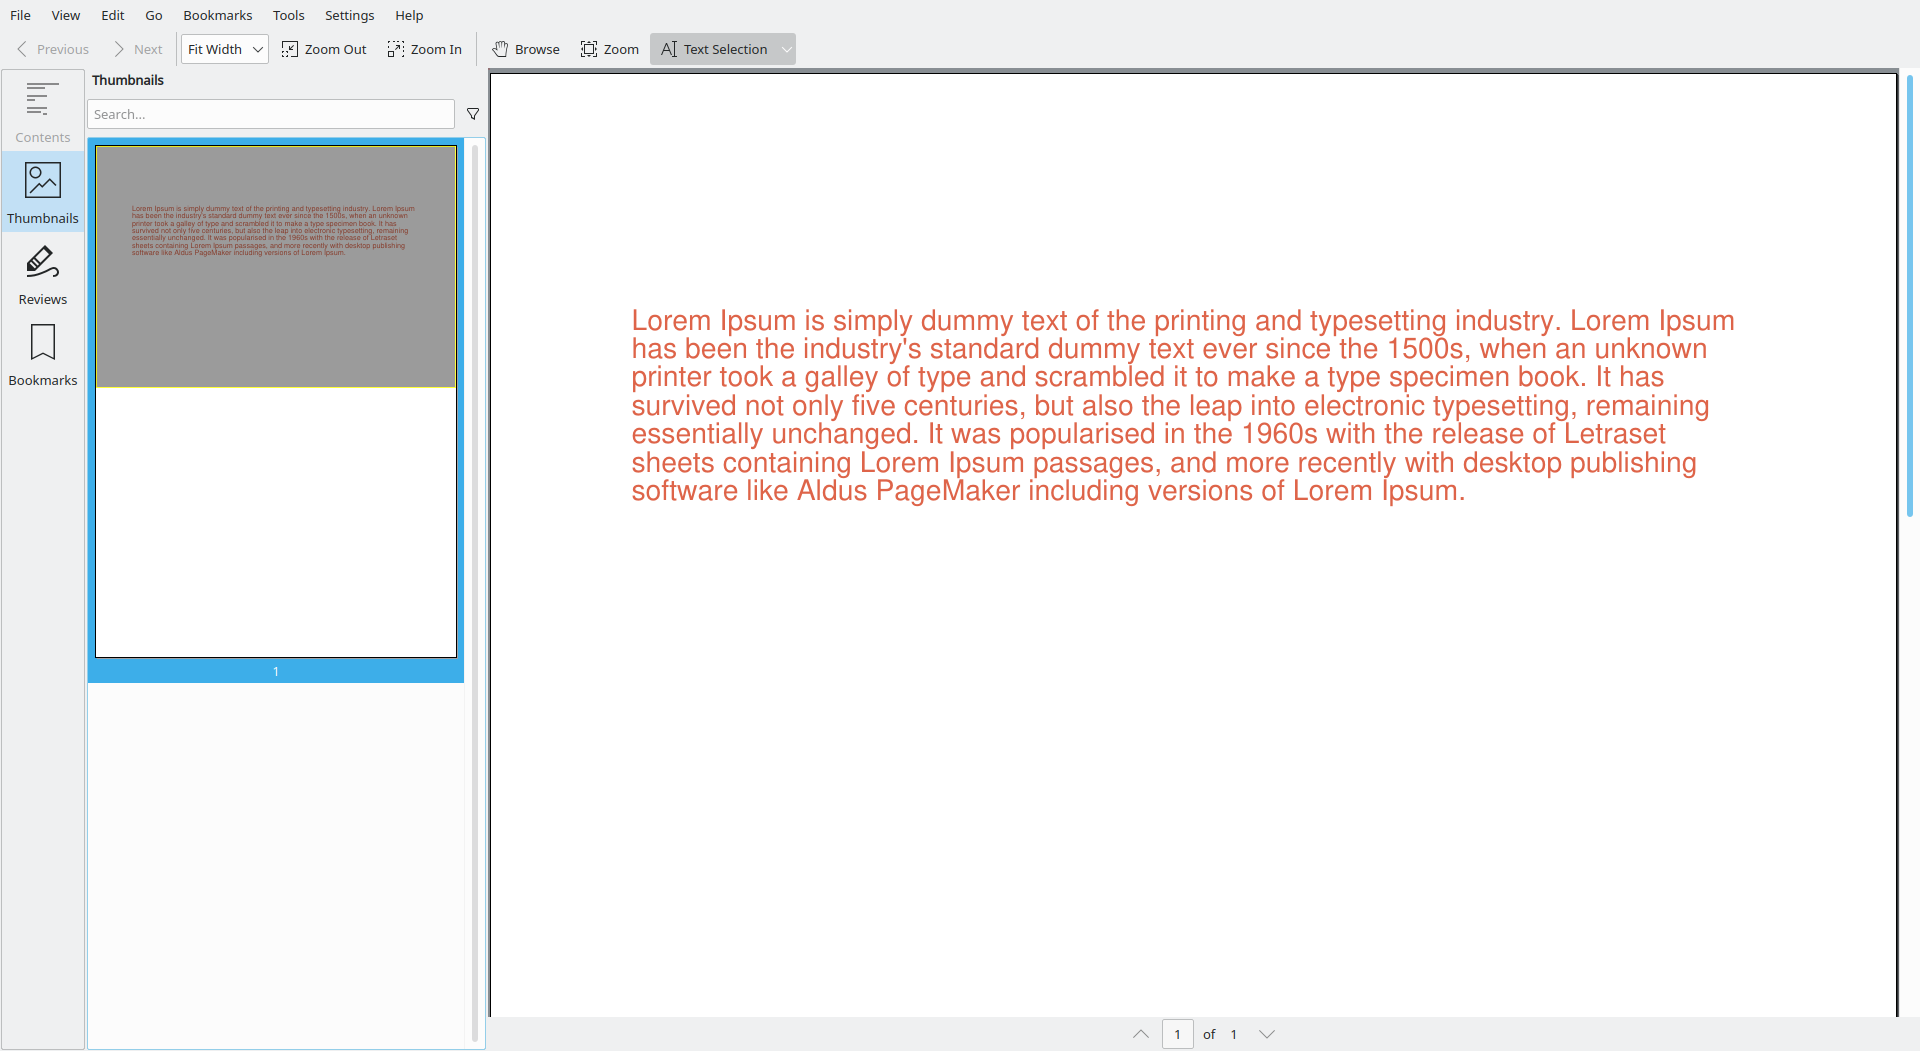 File View Edit Go Bookmarks Tools Settings Help
Previous Next Fit Width Zoom Out Zoom In Browse Zoom Text Selection
Contents
Thumbnails
Reviews
Bookmarks
Thumbnails
Search...
Lorem Ipsum is simply dummy text of the printing and typesetting industry. Lorem Ipsum
has been the industry's standard dummy text ever since the 1500s, when an unknown
printer took a galley of type and scrambled it to make a type specimen book. It has
survived not only five centuries, but also the leap into electronic typesetting, remaining
essentially unchanged. It was popularised in the 1960s with the release of Letraset
sheets containing Lorem Ipsum passages, and more recently with desktop publishing
software like Aldus PageMaker including versions of Lorem Ipsum.
1
Lorem Ipsum is simply dummy text of the printing and typesetting industry. Lorem Ipsum
has been the industry's standard dummy text ever since the 1500s, when an unknown
printer took a galley of type and scrambled it to make a type specimen book. It has
survived not only five centuries, but also the leap into electronic typesetting, remaining
essentially unchanged. It was popularised in the 1960s with the release of Letraset
sheets containing Lorem Ipsum passages, and more recently with desktop publishing
software like Aldus PageMaker including versions of Lorem Ipsum.
1 of 1